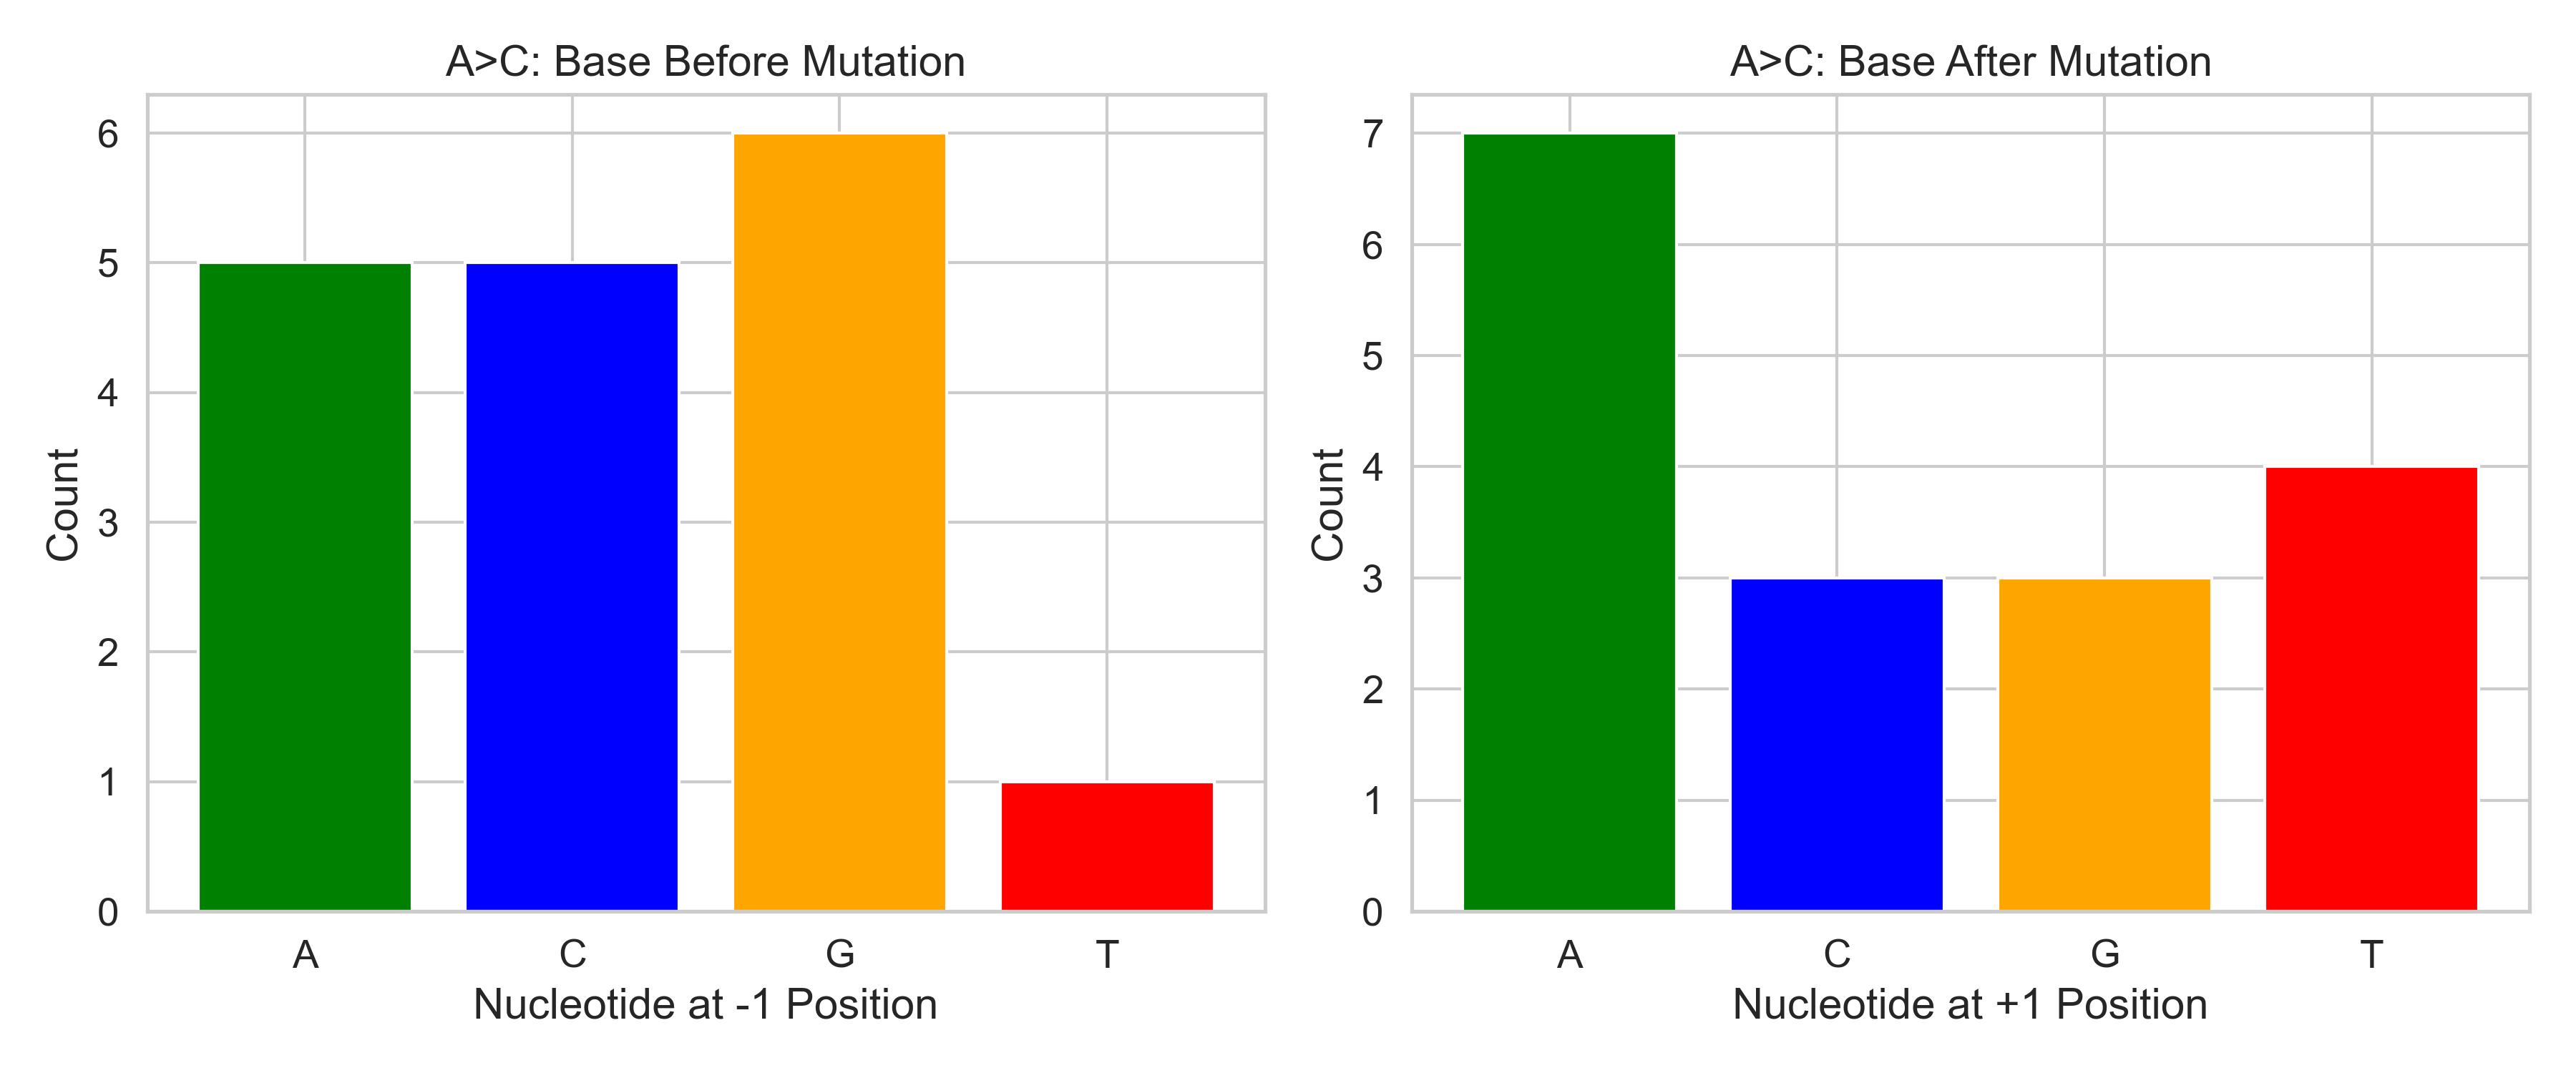 A>C: Base Before Mutation
6
5
4
3
2
1
0
Count
A C G T
Nucleotide at -1 Position
A>C: Base After Mutation
7
6
5
4
3
2
1
0
Count
A C G T
Nucleotide at +1 Position